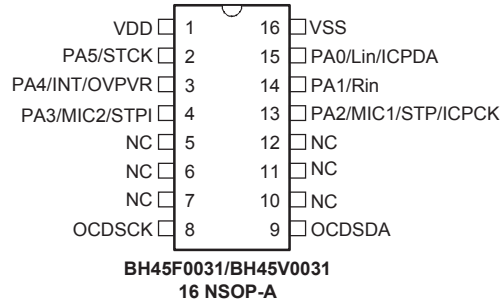 VDD 1 16 VSS
PA5/STCK 2 15 PA0/Lin/ICPDA
PA4/INT/OVPVR 3 14 PA1/Rin
PA3/MIC2/STPI 4 13 PA2/MIC1/STP/ICPCK
NC 5 12 NC
NC 6 11 NC
NC 7 10 NC
OCDSCK 8 9 OCDSDA
BH45F0031/BH45V0031
16 NSOP-A